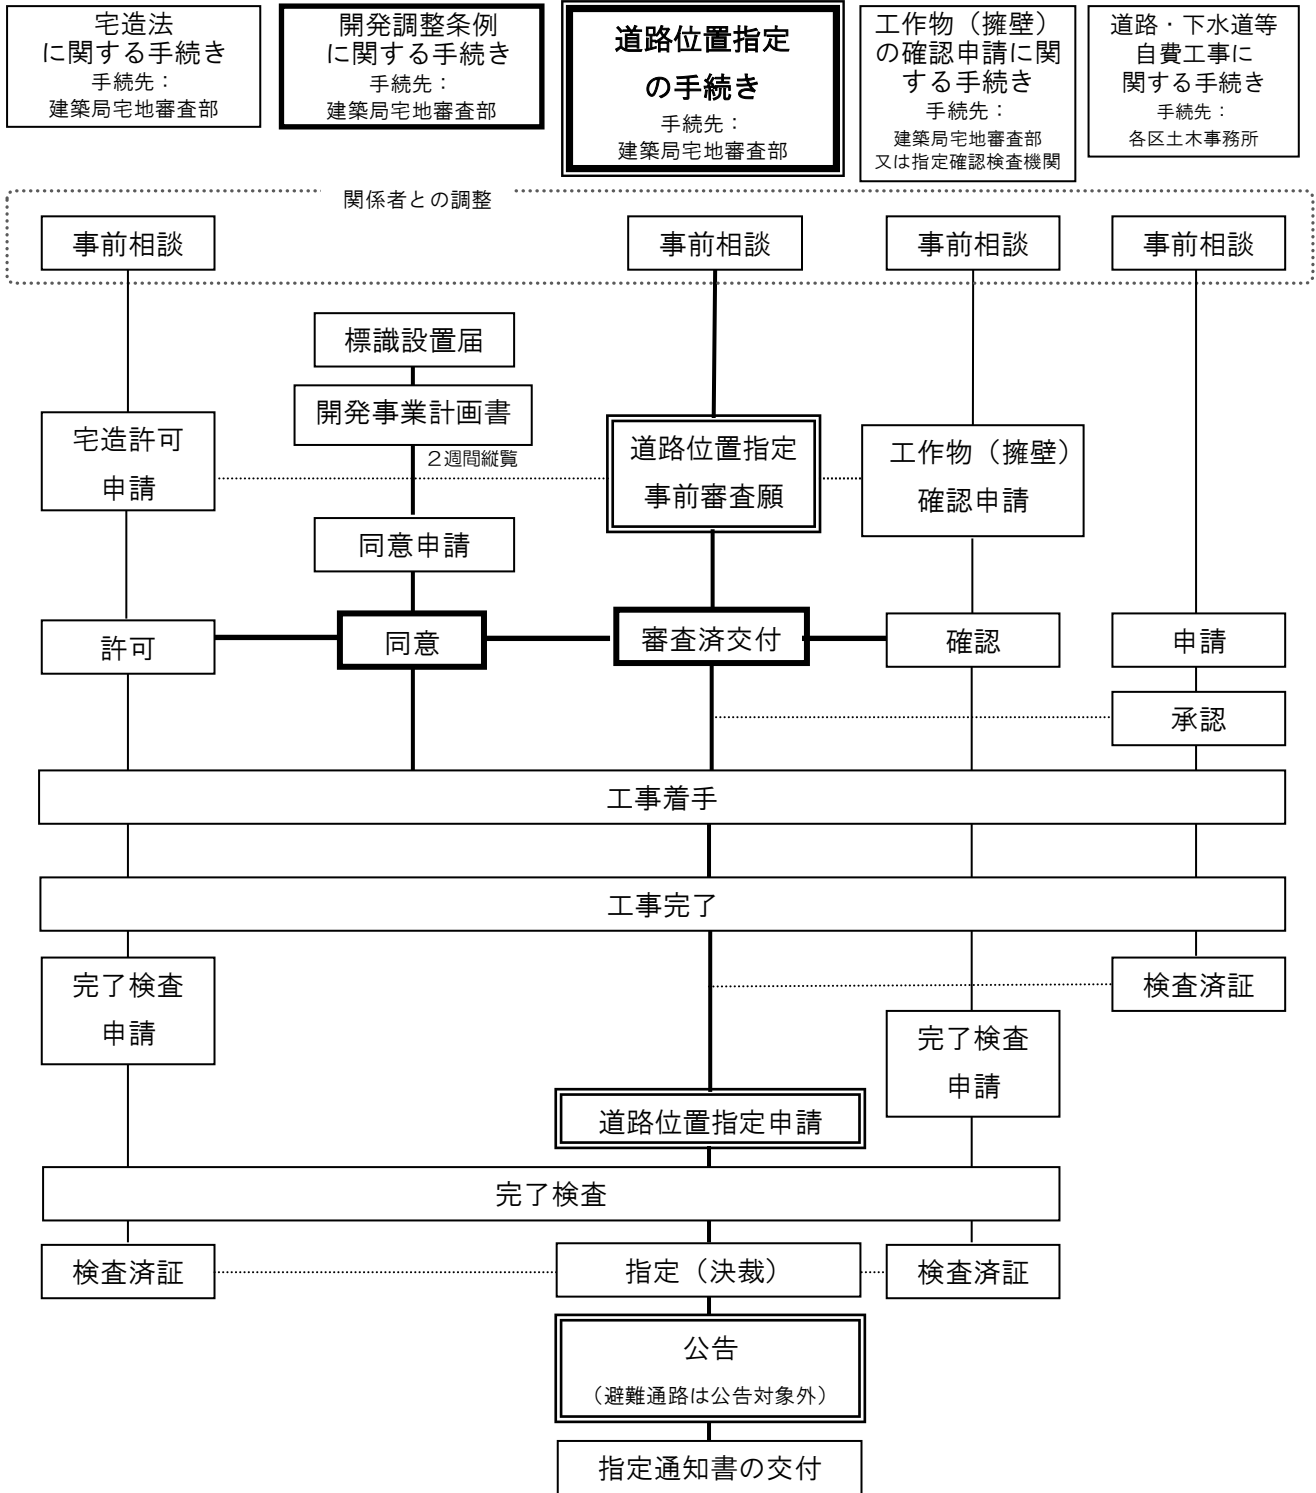 宅造法
に関する手続き
手続先：
建築局宅地審査部
開発調整条例
に関する手続き
手続先：
建築局宅地審査部
道路位置指定
の手続き
手続先：
建築局宅地審査部
工作物（擁壁）
の確認申請に関
する手続き
手続先：
建築局宅地審査部
又は指定確認検査機関
道路・下水道等
自費工事に
関する手続き
手続先：
各区土木事務所
関係者との調整
事前相談
事前相談
事前相談
事前相談
標識設置届
開発事業計画書
２週間縦覧
宅造許可
申請
道路位置指定
事前審査願
工作物（擁壁）
確認申請
同意申請
許可
同意
審査済交付
確認
申請
承認
工事着手
工事完了
完了検査
申請
検査済証
完了検査
申請
道路位置指定申請
完了検査
検査済証
指定（決裁）
検査済証
公告
（避難通路は公告対象外）
指定通知書の交付